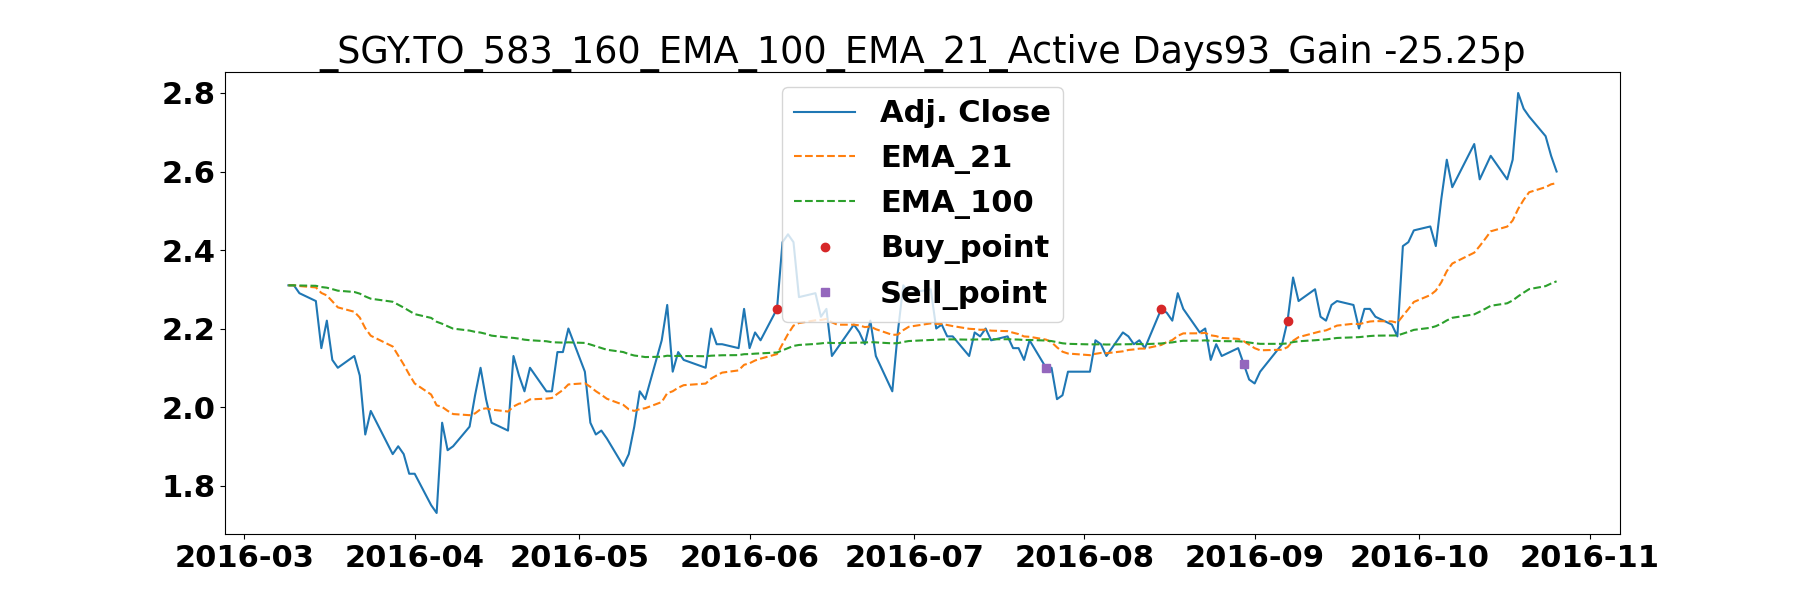 _SGY.TO_583_160_EMA_100_EMA_21_Active Days93_Gain -25.25p
2.8
2.6
2.4
2.2
2.0
1.8
Adj. Close
EMA_21
EMA_100
Buy_point
Sell_point
2016-03 2016-04 2016-05 2016-06 2016-07 2016-08 2016-09 2016-10 2016-11